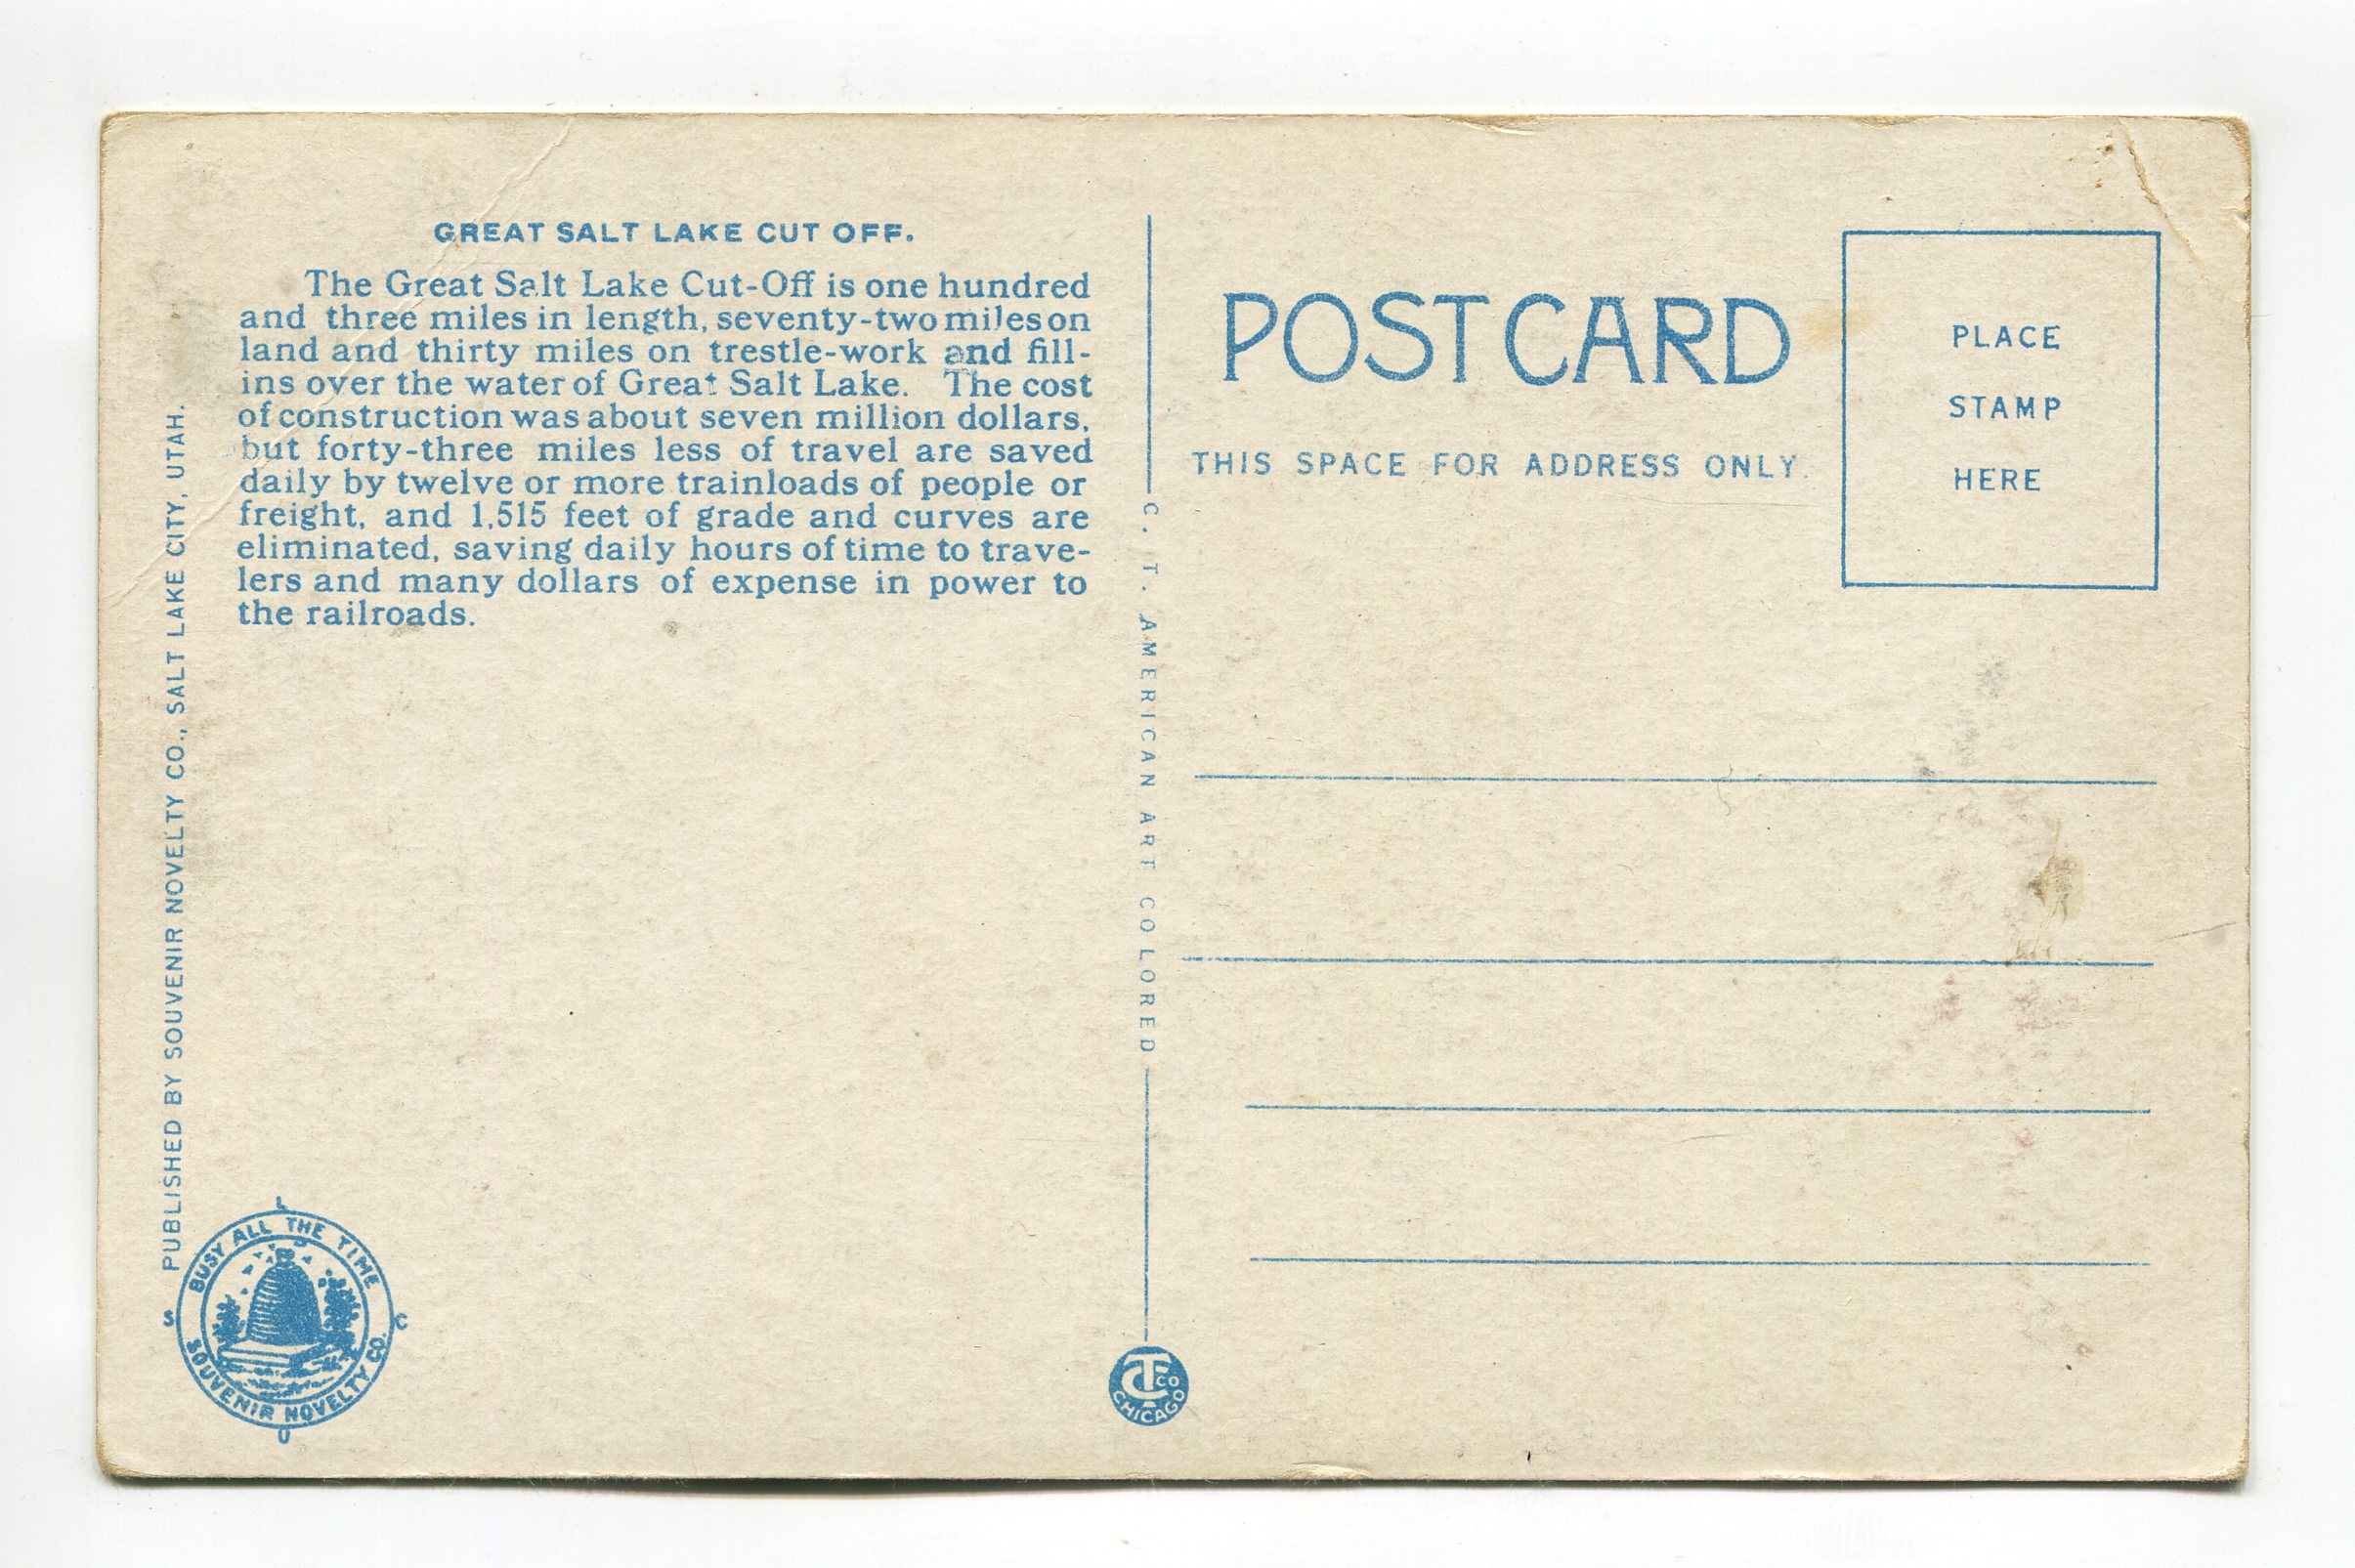 GREAT SALT LAKE CUT OFF.
The Great Salt Lake Cut-Off is one hundred
and three miles in length, seventy-two miles on
land and thirty miles on trestle-work and fill-
ins over the water of Great Salt Lake. The cost
of construction was about seven million dollars,
but forty-three miles less of travel are saved
daily by twelve or more trainloads of people or
freight, and 1,515 feet of grade and curves are
eliminated, saving daily hours of time to trave-
lers and many dollars of expense in power to
the railroads.
PUBLISHED BY SOUVENIR NOVELTY CO., SALT LAKE CITY, UTAH.
L
BUSY ALL THE TIME
S
C
SOUVENIR NOVELTY CO.
U
C. T. AMERICAN ART COLORED
CT CO
CHICAGO
POST CARD
THIS SPACE FOR ADDRESS ONLY.
PLACE
STAMP
HERE